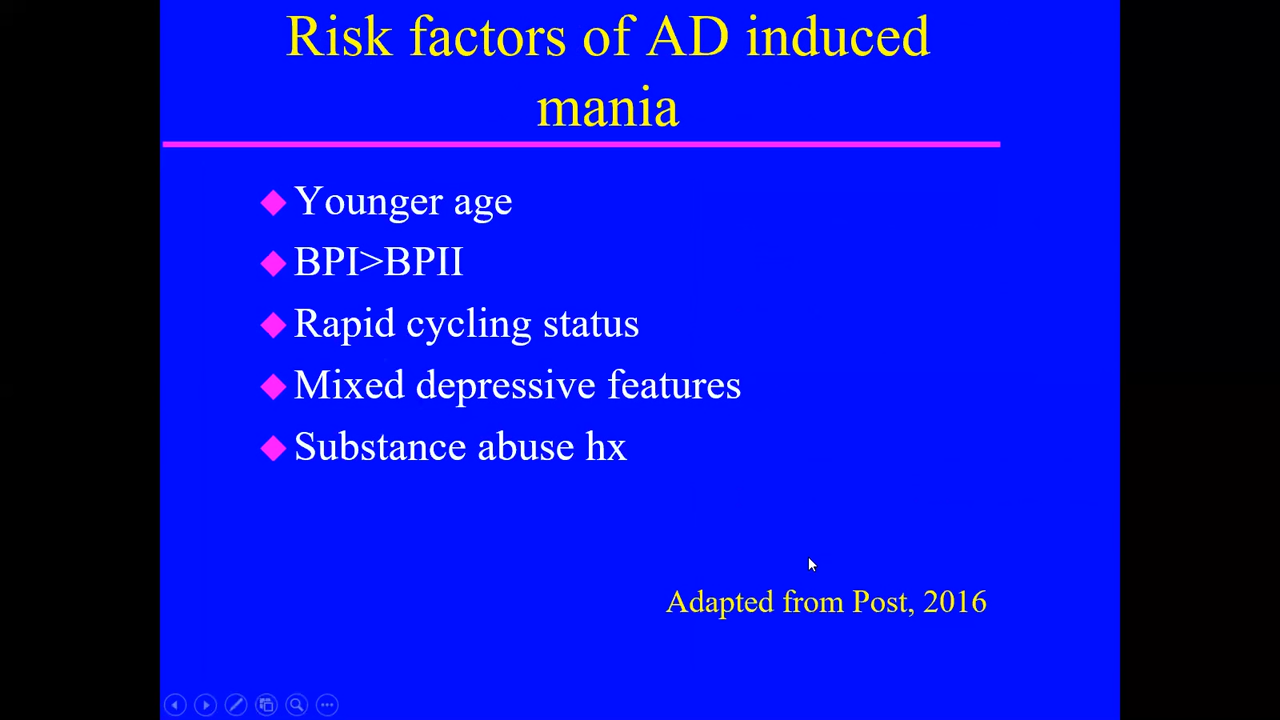 Risk factors of AD induced
mania
Younger age
BPI>BPII
Rapid cycling status
Mixed depressive features
Substance abuse hx
Adapted from Post, 2016